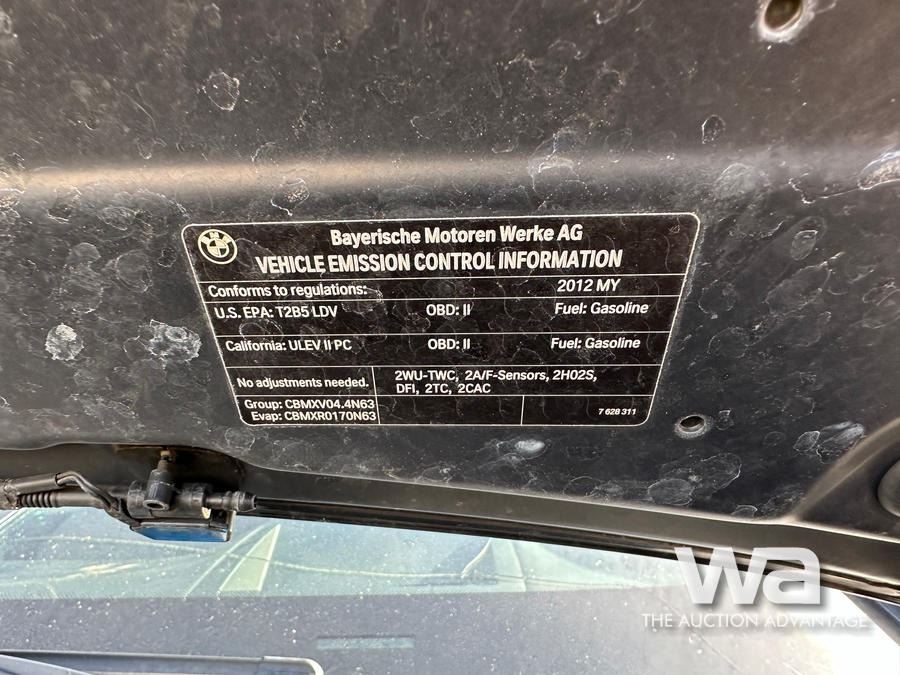 BMW
Bayerische Motoren Werke AG
VEHICLE EMISSION CONTROL INFORMATION
Conforms to regulations: 2012 MY
U.S. EPA: T2B5 LDV OBD: II Fuel: Gasoline
California: ULEV II PC OBD: II Fuel: Gasoline
No adjustments needed.
2WU-TWC, 2A/F-Sensors, 2HO2S,
DFI, 2TC, 2CAC
Group: CBMXV04.4N63
Evap: CBMXR0170N63
7 628 311
wa
THE AUCTION ADVANTAGE